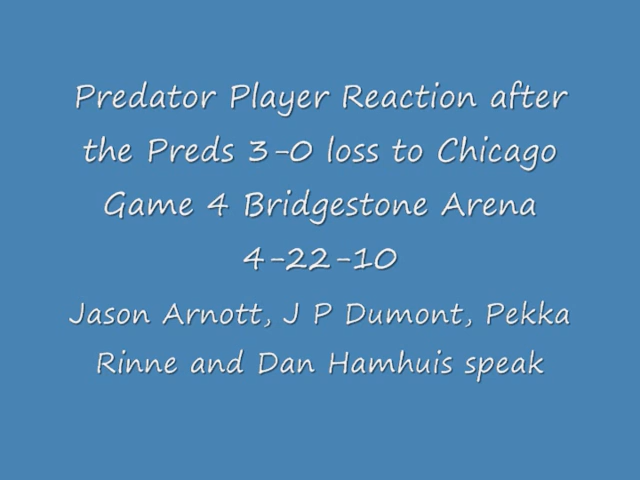 Predator Player Reaction after
the Preds 3-0 loss to Chicago
Game 4 Bridgestone Arena
4-22-10
Jason Arnott, J P Dumont, Pekka
Rinne and Dan Hamhuis speak